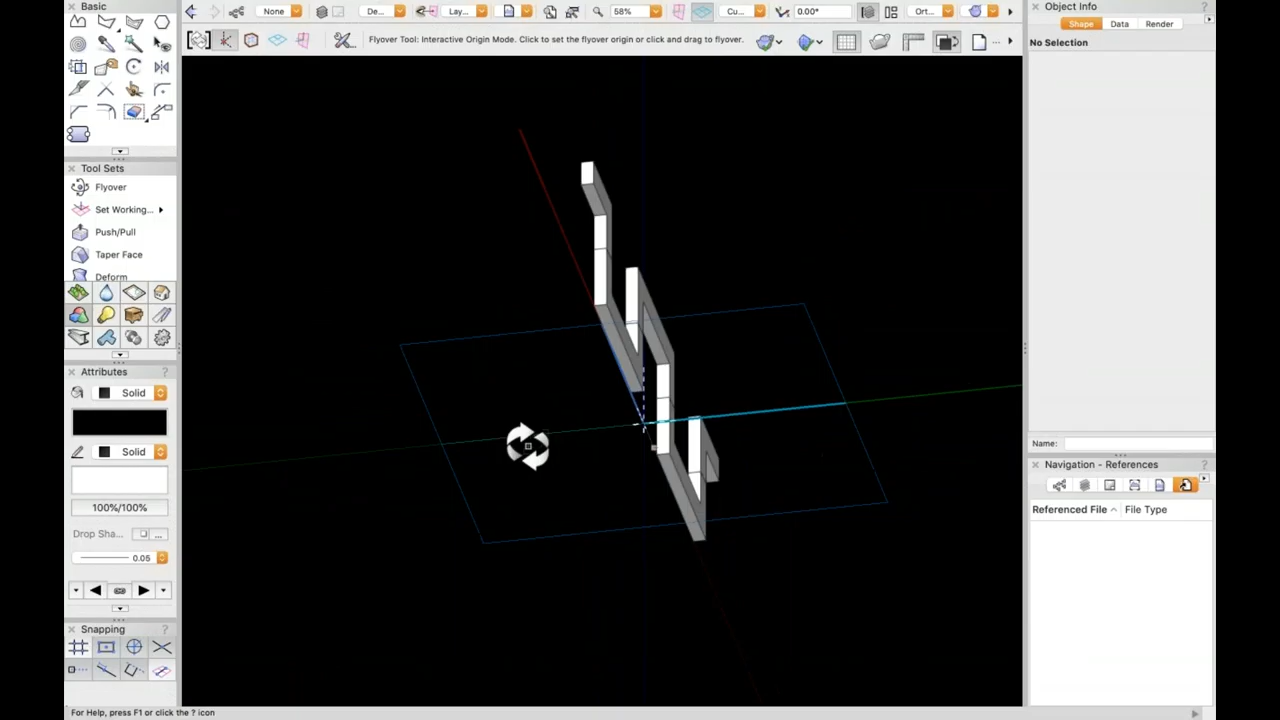 Basic
None
De...
Lay...
58%
Cu...
0.00°
Ort...
Flyover Tool: Interactive Origin Mode. Click to set the flyover origin or click and drag to flyover.
...
Tool Sets
Flyover
Set Working...
Push/Pull
Taper Face
Deform
Attributes
?
Solid
Solid
100%/100%
Drop Sha...
...
0.05
Snapping
?
For Help, press F1 or click the ? icon
Object Info
?
Shape
Data
Render
No Selection
Name:
Navigation - References
?
Referenced File
File Type